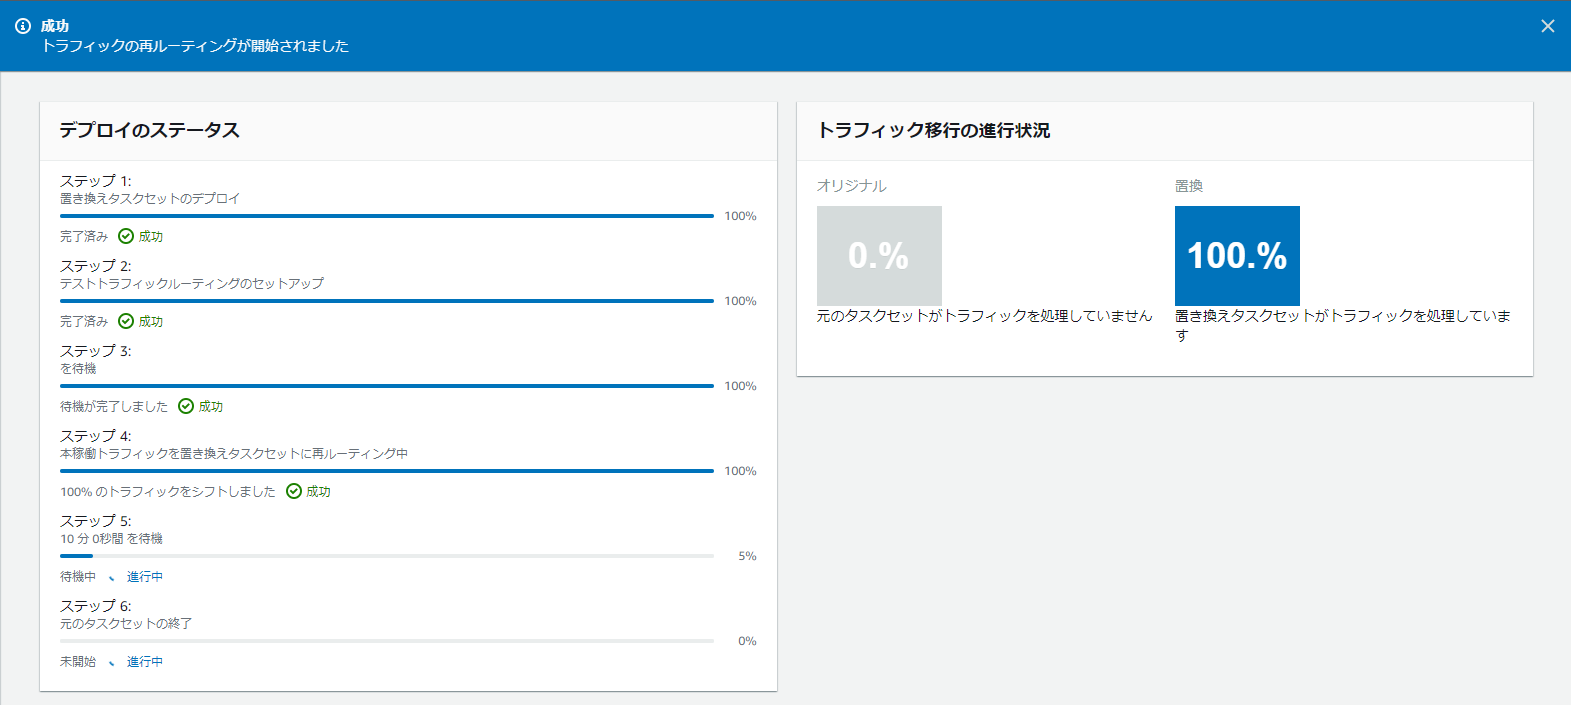 成功
トラフィックの再ルーティングが開始されました
デプロイのステータス
ステップ 1:
置き換えタスクセットのデプロイ
100%
完了済み 成功
ステップ 2:
テストトラフィックルーティングのセットアップ
100%
完了済み 成功
ステップ 3:
を待機
100%
待機が完了しました 成功
ステップ 4:
本稼働トラフィックを置き換えタスクセットに再ルーティング中
100%
100% のトラフィックをシフトしました 成功
ステップ 5:
10 分 0秒間 を待機
5%
待機中 進行中
ステップ 6:
元のタスクセットの終了
0%
未開始 進行中
トラフィック移行の進行状況
オリジナル
0.%
元のタスクセットがトラフィックを処理していません
置換
100.%
置き換えタスクセットがトラフィックを処理していま
す